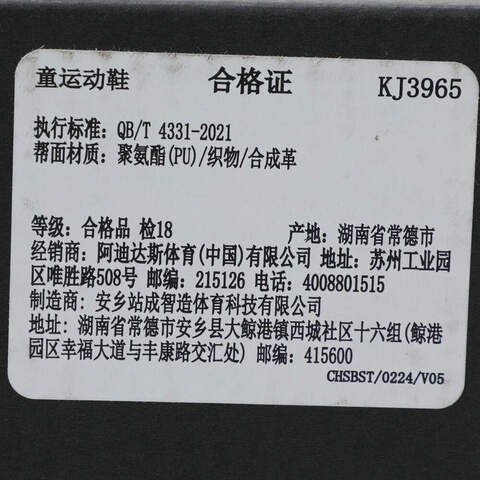 童运动鞋 合格证 KJ3965
执行标准: QB/T 4331-2021
帮面材质: 聚氨酯(PU)/织物/合成革
等级: 合格品 检18 产地: 湖南省常德市
经销商: 阿迪达斯体育(中国)有限公司 地址: 苏州工业园
区唯胜路508号 邮编: 215126 电话: 4008801515
制造商: 安乡站成智造体育科技有限公司
地址: 湖南省常德市安乡县大鲸港镇西城社区十六组(鲸港
园区幸福大道与丰康路交汇处) 邮编: 415600
CHSBST/0224/V05